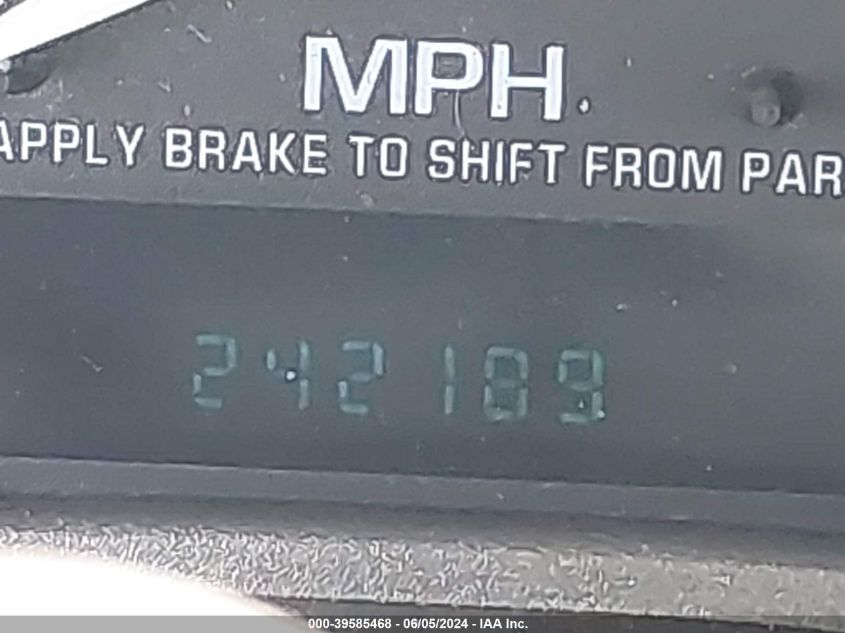 MPH
APPLY BRAKE TO SHIFT FROM PAR
242189
000-39585468 - 06/05/2024 - IAA Inc.